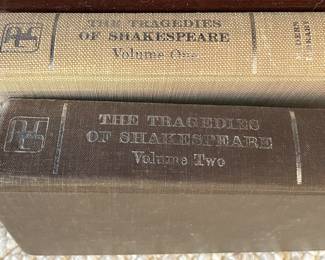 THE TRAGEDIES
OF SHAKESPEARE
Volume One
THE TRAGEDIES
OF SHAKESPEARE
Volume Two